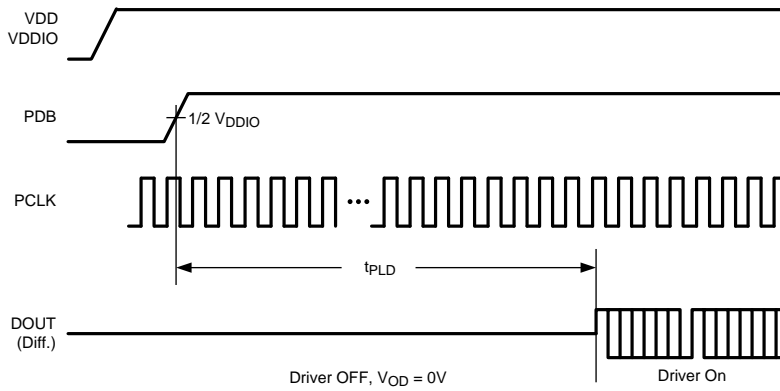 VDD
VDDIO
PDB
1/2 VDDIO
PCLK
•••
tPLD
DOUT
(Diff.)
Driver OFF, VOD = 0V
Driver On